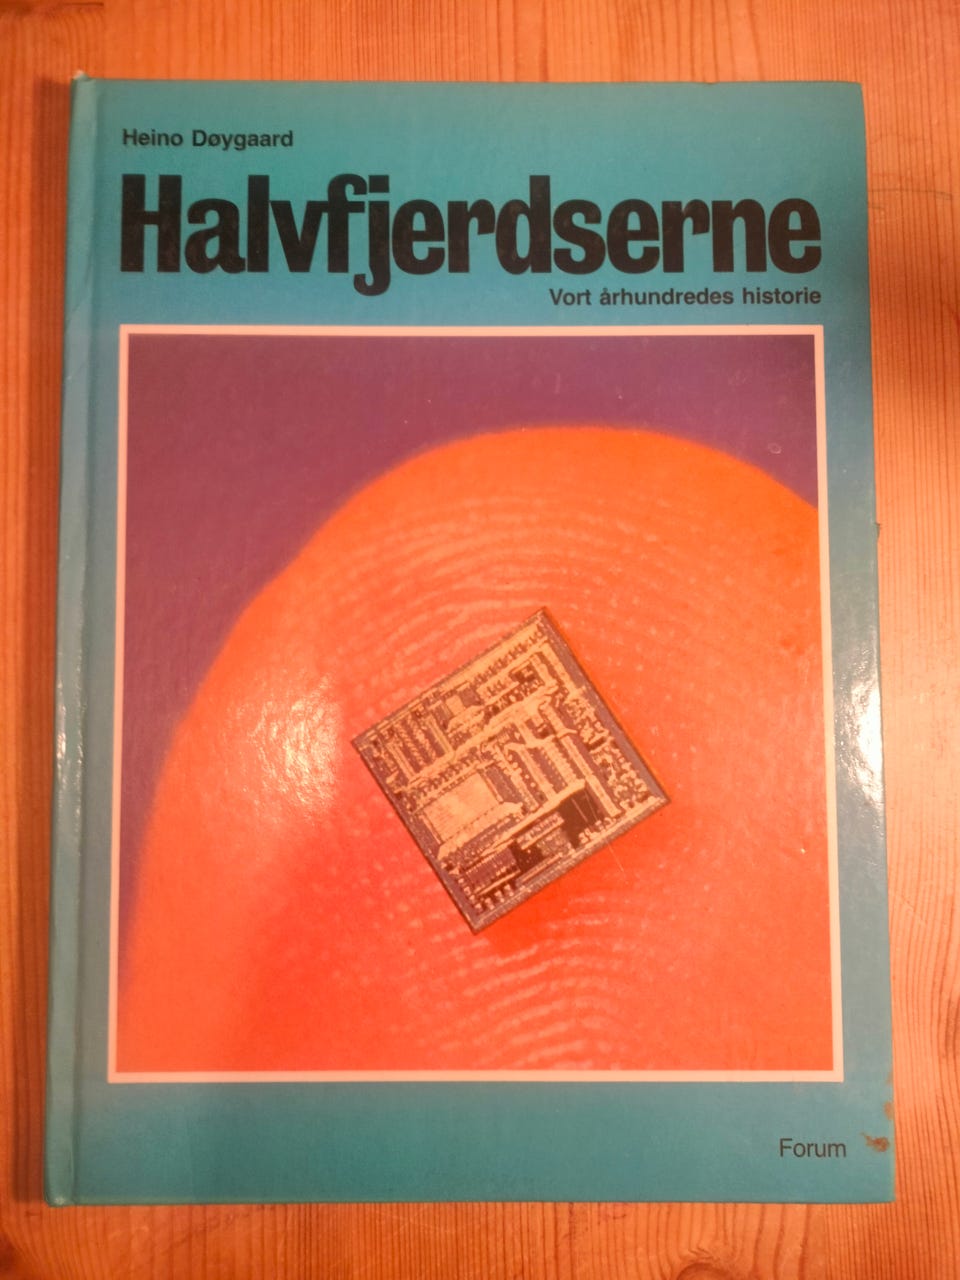 Heino Døygaard
Halvfjerdserne
Vort århundredes historie
Forum